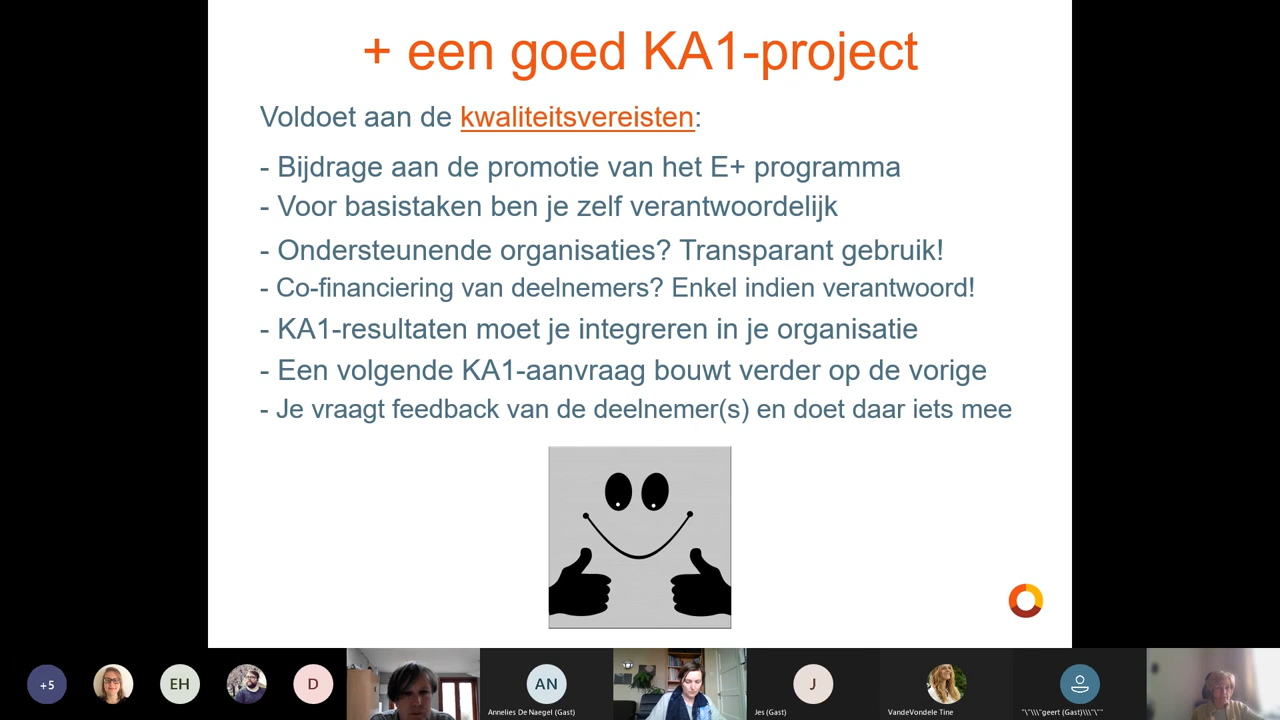 + een goed KA1-project
Voldoet aan de kwaliteitsvereisten:
- Bijdrage aan de promotie van het E+ programma
- Voor basistaken ben je zelf verantwoordelijk
- Ondersteunende organisaties? Transparant gebruik!
- Co-financiering van deelnemers? Enkel indien verantwoord!
- KA1-resultaten moet je integreren in je organisatie
- Een volgende KA1-aanvraag bouwt verder op de vorige
- Je vraagt feedback van de deelnemer(s) en doet daar iets mee
+5
EH
D
AN
J
Annelies De Naegel (Gast)
Jes (Gast)
VandeVondele Tine
"\"\\\"geert (Gast)\\\"\""